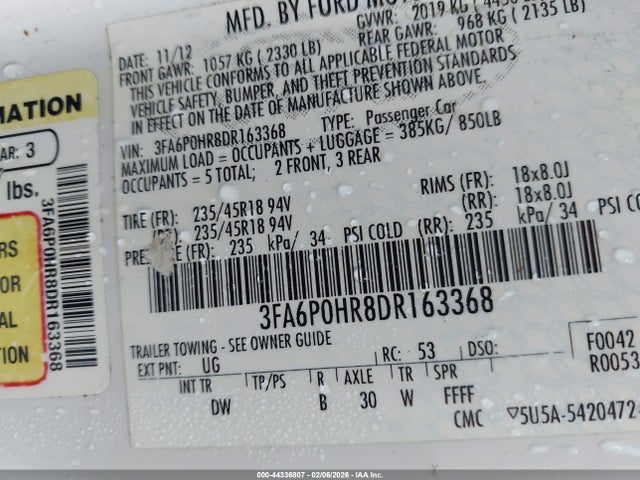 MFD. BY FORD MO
GVWR: 2019 KG
DATE: 11/12
REAR GAWR: 968 KG ( 2135 LB)
FRONT GAWR: 1057 KG ( 2330 LB)
THIS VEHICLE CONFORMS TO ALL APPLICABLE FEDERAL MOTOR
VEHICLE SAFETY, BUMPER, AND THEFT PREVENTION STANDARDS
IN EFFECT ON THE DATE OF MANUFACTURE SHOWN ABOVE.
VIN: 3FA6P0HR8DR163368 TYPE: Passenger Car
MAXIMUM LOAD = OCCUPANTS + LUGGAGE = 385KG/ 850LB
OCCUPANTS = 5 TOTAL; 2 FRONT, 3 REAR
TIRE (FR): 235/45R18 94V RIMS (FR): 18x8.0J
235/45R18 94V (RR): 18x8.0J
(FR): 235 kPa/ 34 PSI COLD (RR): 235 kPa/ 34 PSI CO
3FA6P0HR8DR163368
TRAILER TOWING - SEE OWNER GUIDE
EXT PNT: UG RC: 53 DSO: F0042
R0053
INT TR TP/PS R AXLE TR SPR
DW B 30 W FFFF
CMC ▽5U5A-5420472-
MATION
AR: 3
lbs.
3FA6P0HR8DR163368
RS
OR
AL
TION
000-44336807 - 02/06/2026 - IAAI-Inc.